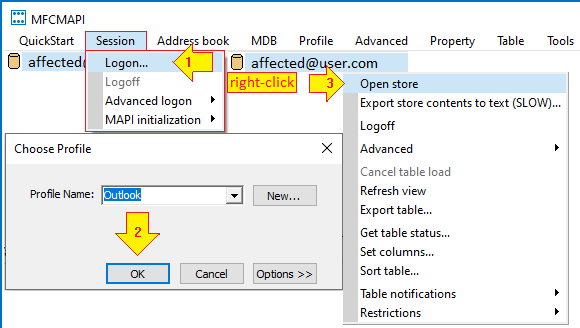 MFCMAPI
QuickStart Session Address book MDB Profile Advanced Property Table Tools
affected@ affected@user.com
Logon... 1
Logoff
Advanced logon
MAPI initialization
right-click 3
Open store
Export store contents to text (SLOW)...
Logoff
Advanced
Cancel table load
Refresh view
Export table...
Get table status...
Set columns...
Sort table...
Table notifications
Restrictions
Choose Profile
Profile Name: Outlook New...
2
OK Cancel Options >>